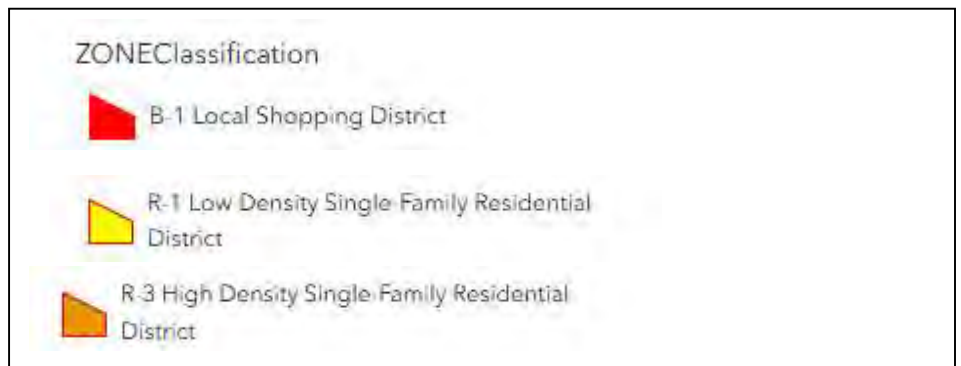 ZONEClassification
B-1 Local Shopping District
R-1 Low Density Single-Family Residential
District
R-3 High Density Single-Family Residential
District